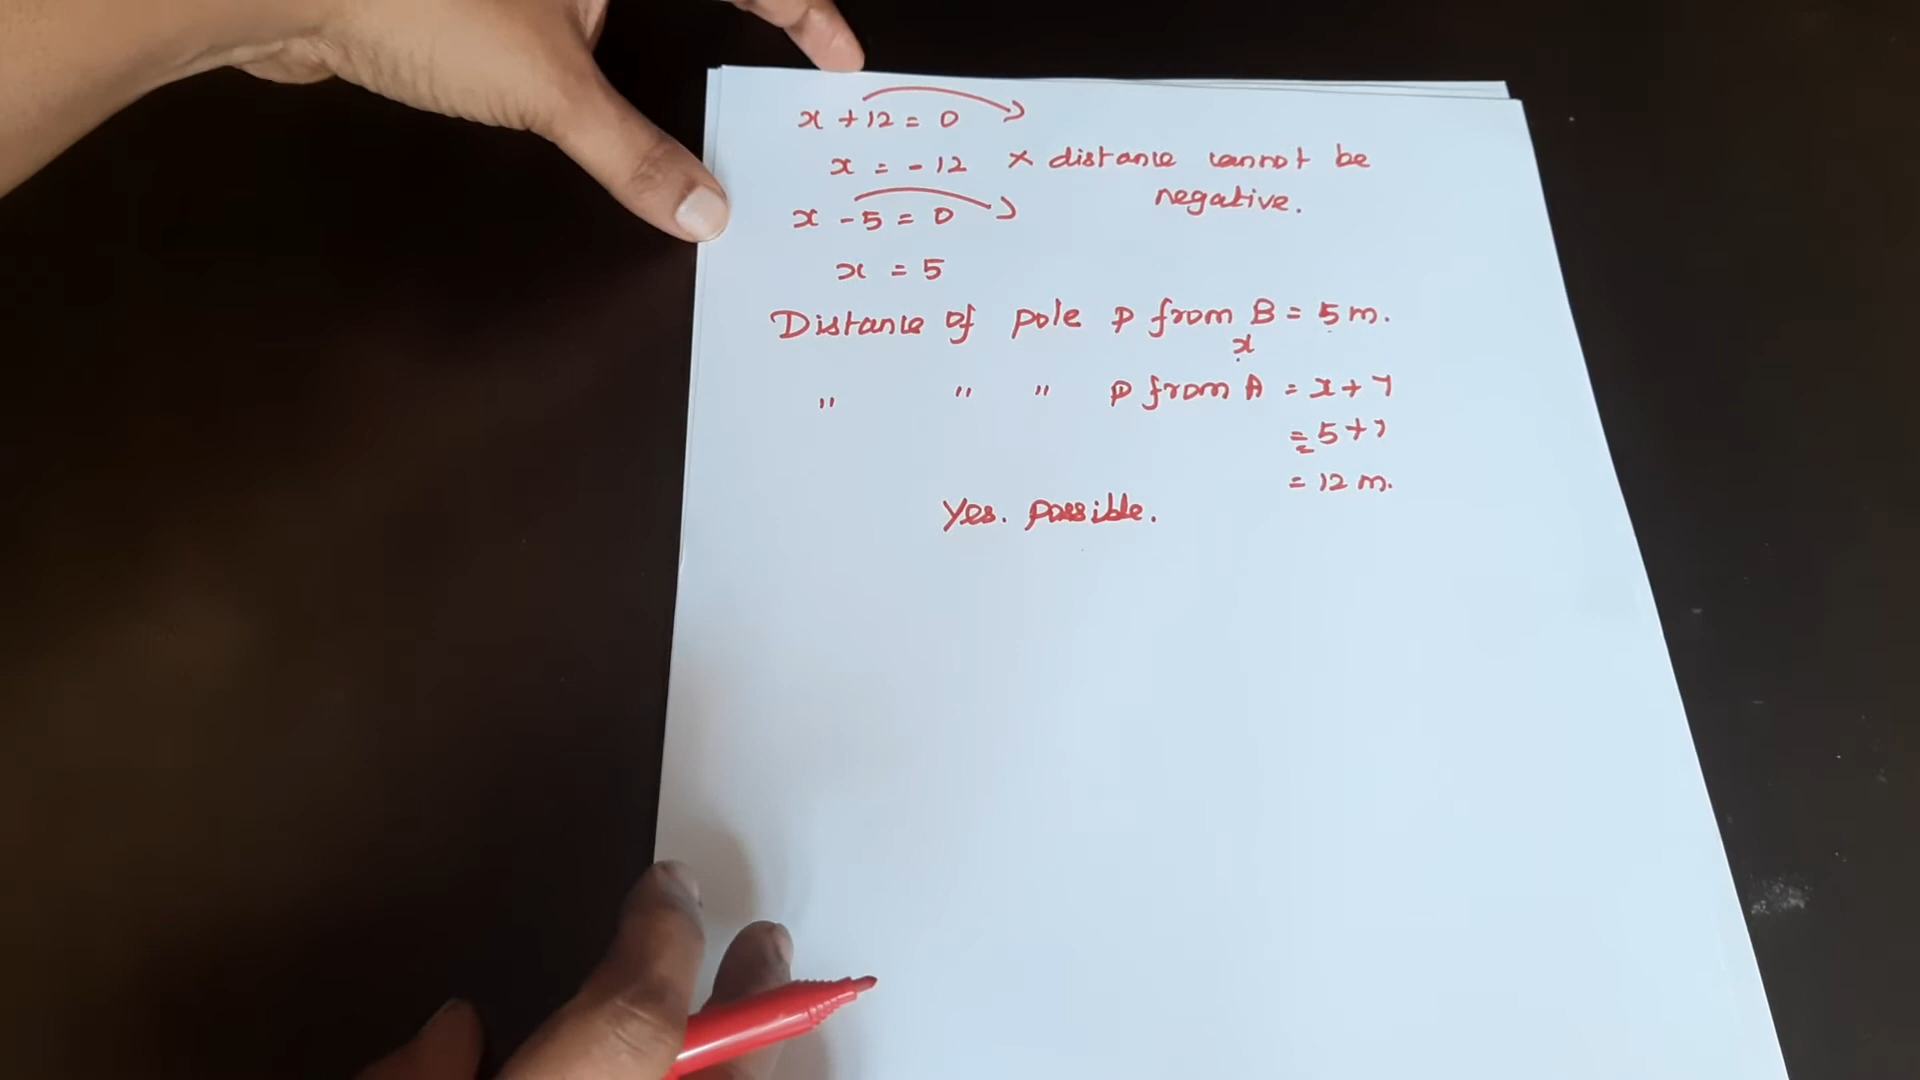 x + 12 = 0
x = - 12 × distance cannot be
negative.
x - 5 = 0
x = 5
Distance of pole P from B = 5 m.
x
" " " P from A = x + 7
= 5 + 7
= 12 m.
Yes. Possible.